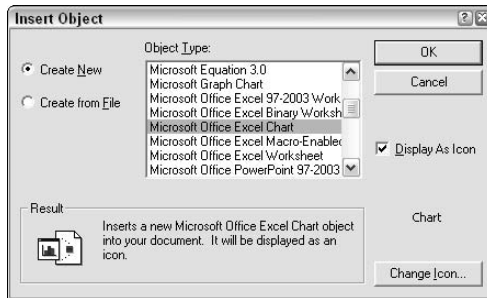 Insert Object
Object Type:
Create New
Create from File
Microsoft Equation 3.0
Microsoft Graph Chart
Microsoft Office Excel 97-2003 Work
Microsoft Office Excel Binary Worksh
Microsoft Office Excel Chart
Microsoft Office Excel Macro-Enabled
Microsoft Office Excel Worksheet
Microsoft Office PowerPoint 97-2003
OK
Cancel
Display As Icon
Result
Inserts a new Microsoft Office Excel Chart object
into your document. It will be displayed as an
icon.
Chart
Change Icon...